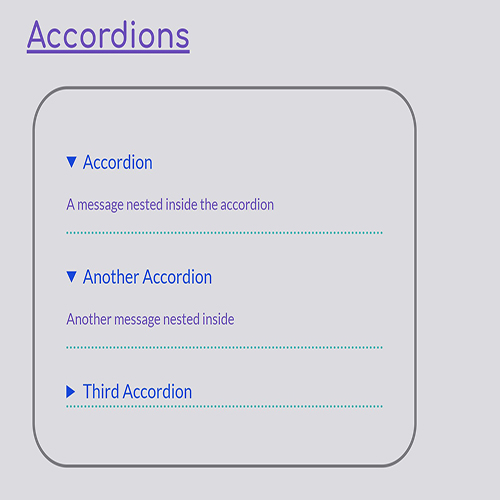 Accordions
Accordion
A message nested inside the accordion
Another Accordion
Another message nested inside
Third Accordion